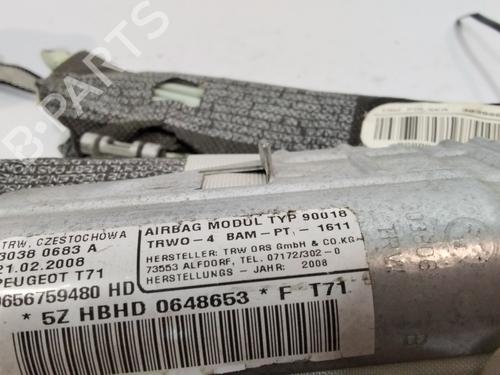 B-PARTS
TRW, CZESTOCHOWA
3038 0683 A
21.02.2008
PEUGEOT T71
0656759480 HD
* 5Z HBHD 0648653 * F T71
AIRBAG MODUL TYP 90018
TRWO-4 BAM-PT.-1611
HERSTELLER: TRW ORS GmbH & CO.KG
73553 ALFDORF, TEL. 07172/302-0
HERSTELLUNGS - JAHR: 2008